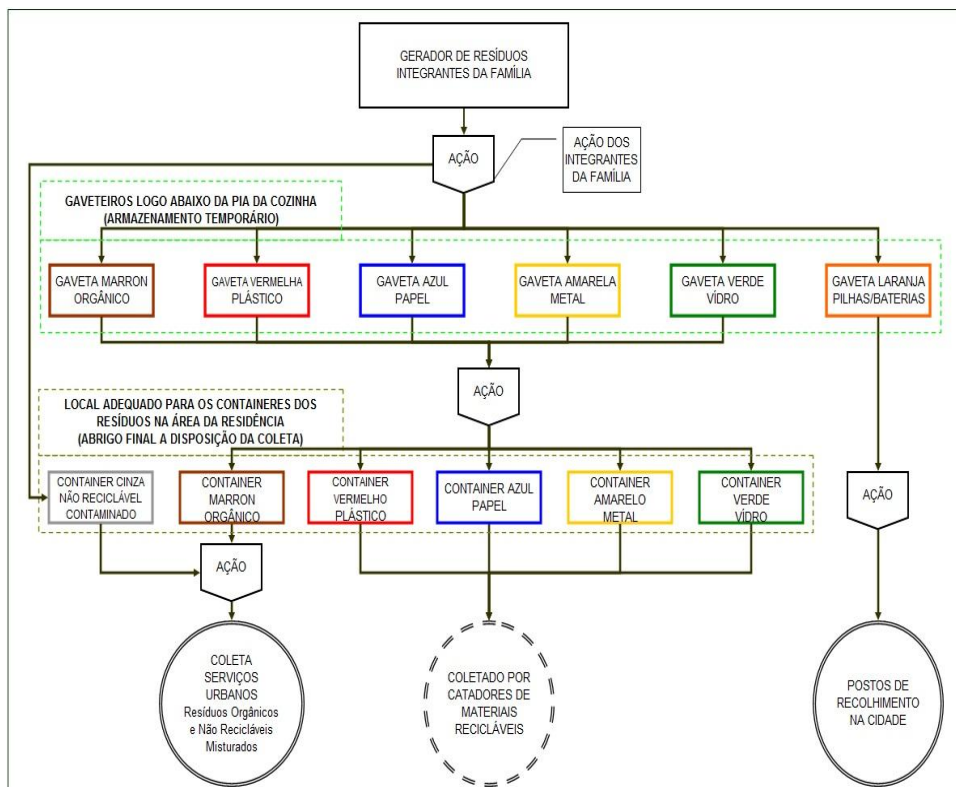 GERADOR DE RESÍDUOS
INTEGRANTES DA FAMÍLIA
AÇÃO
AÇÃO DOS
INTEGRANTES
DA FAMÍLIA
GAVETEIROS LOGO ABAIXO DA PIA DA COZINHA
(ARMAZENAMENTO TEMPORÁRIO)
GAVETA MARRON
ORGÂNICO
GAVETA VERMELHA
PLÁSTICO
GAVETA AZUL
PAPEL
GAVETA AMARELA
METAL
GAVETA VERDE
VÍDRO
GAVETA LARANJA
PILHAS/BATERIAS
AÇÃO
LOCAL ADEQUADO PARA OS CONTAINERES DOS
RESÍDUOS NA ÁREA DA RESIDÊNCIA
(ABRIGO FINAL A DISPOSIÇÃO DA COLETA)
CONTAINER CINZA
NÃO RECICLÁVEL
CONTAMINADO
CONTAINER
MARRON
ORGÂNICO
CONTAINER
VERMELHO
PLÁSTICO
CONTAINER AZUL
PAPEL
CONTAINER
AMARELO
METAL
CONTAINER
VERDE
VÍDRO
AÇÃO
AÇÃO
COLETA
SERVIÇOS
URBANOS
Resíduos Orgânicos
e Não Recicláveis
Misturados
COLETADO POR
CATADORES DE
MATERIAIS
RECICLÁVEIS
POSTOS DE
RECOLHIMENTO
NA CIDADE